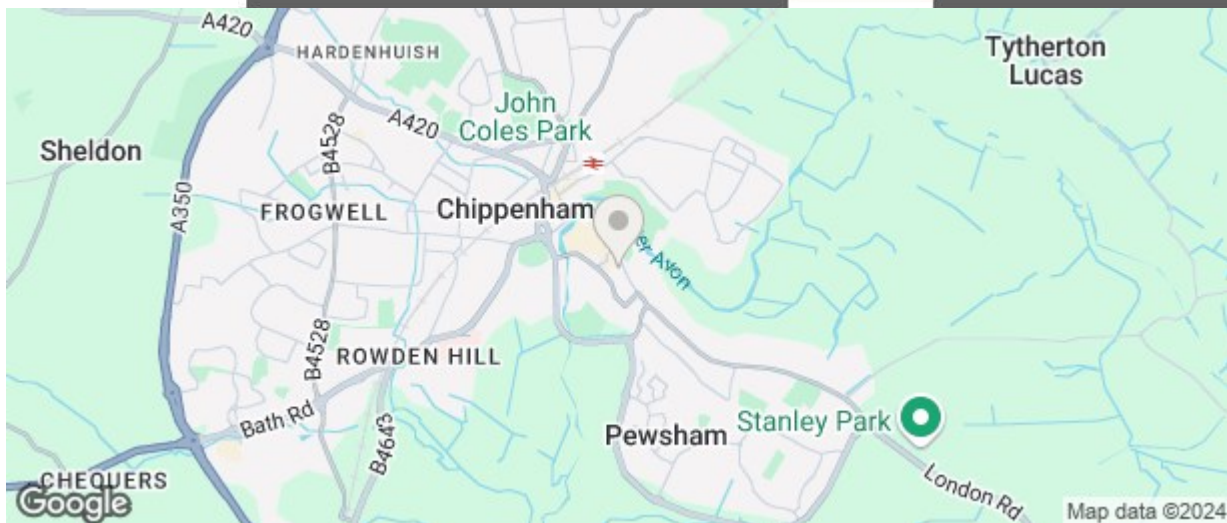 A420
HARDENHUISH
Tytherton
Lucas
John
Coles Park
A420
B4528
Sheldon
A350
FROGWELL
Chippenham
Avon
B4528
ROWDEN HILL
Bath Rd
B4643
Pewsham
Stanley Park
London Rd
CHEQUERS
Google
Map data ©2024